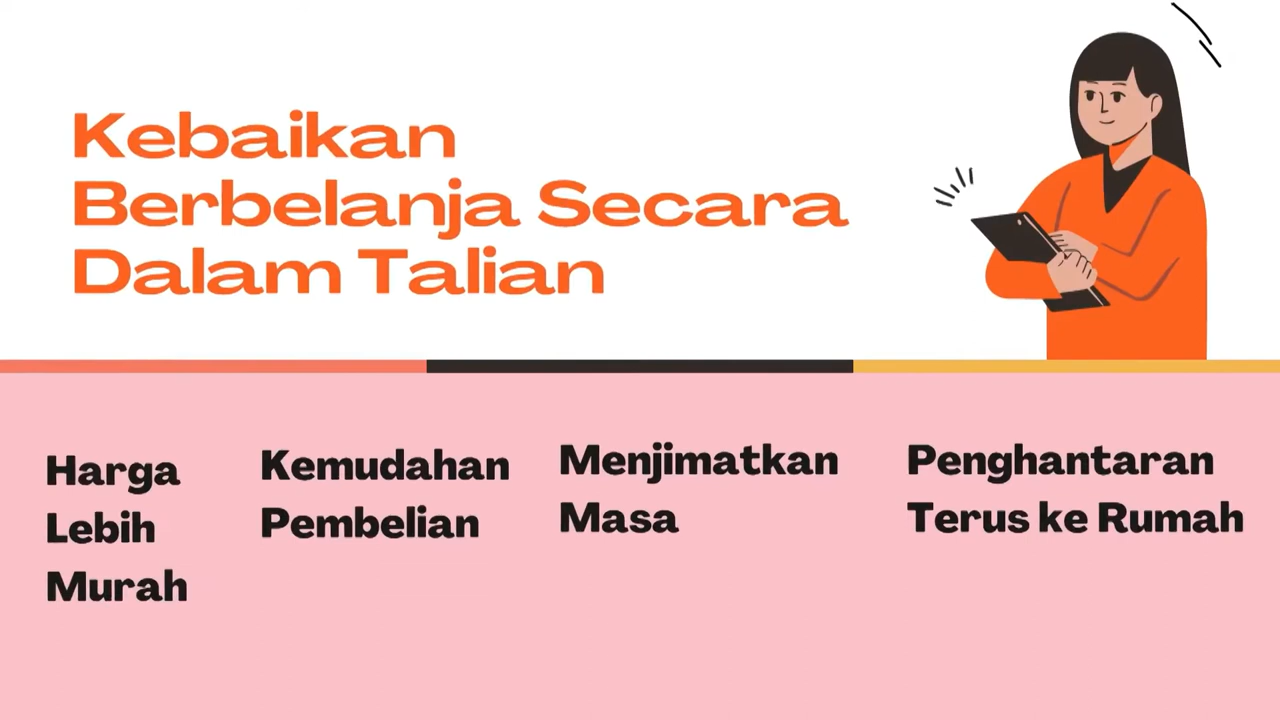 Kebaikan
Berbelanja Secara
Dalam Talian
Harga
Lebih
Murah
Kemudahan
Pembelian
Menjimatkan
Masa
Penghantaran
Terus ke Rumah